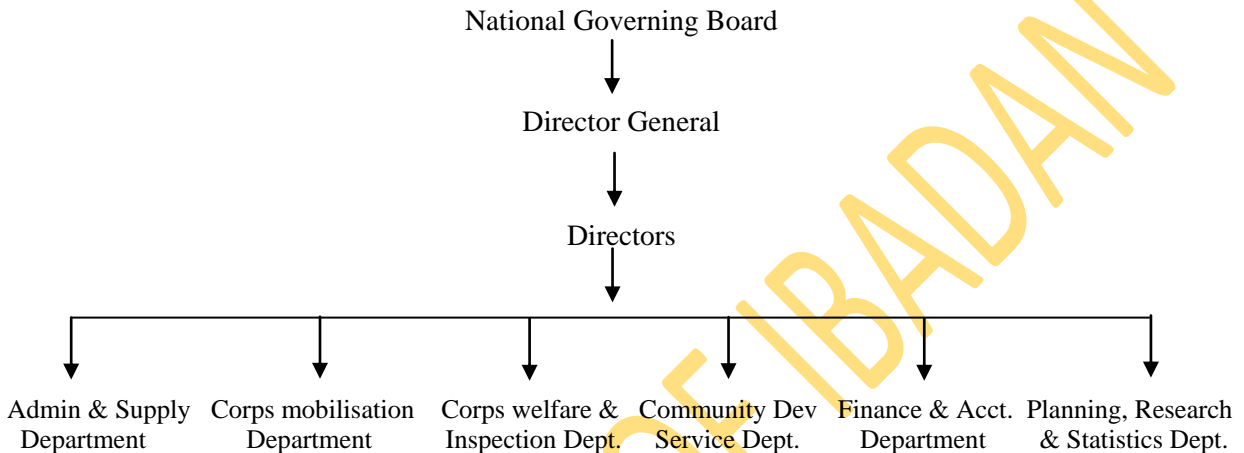 National Governing Board
Director General
Directors
Admin & Supply
Department
Corps mobilisation
Department
Corps welfare &
Inspection Dept.
Community Dev
Service Dept.
Finance & Acct.
Department
Planning, Research
& Statistics Dept.
OF IBADAN